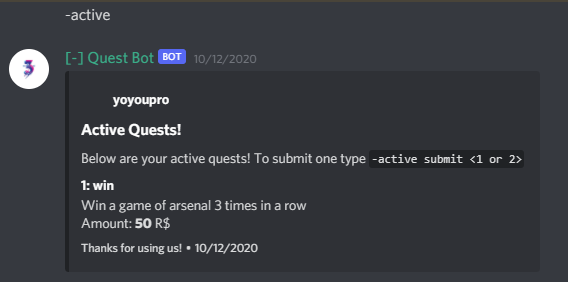 -active
[-] Quest Bot BOT 10/12/2020
yoyoupro
Active Quests!
Below are your active quests! To submit one type -active submit <1 or 2>
1: win
Win a game of arsenal 3 times in a row
Amount: 50 R$
Thanks for using us! • 10/12/2020